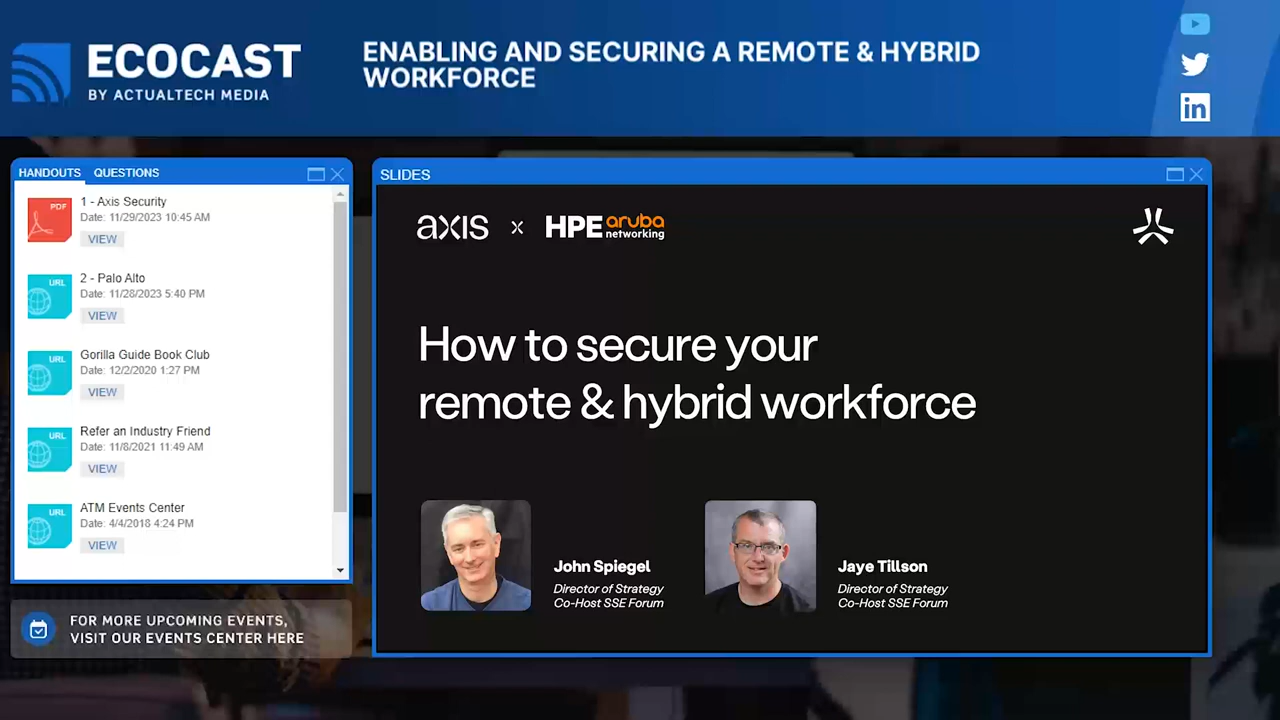 ECOCAST
BY ACTUALTECH MEDIA
ENABLING AND SECURING A REMOTE & HYBRID
WORKFORCE
in
HANDOUTS QUESTIONS
PDF
1 - Axis Security
Date: 11/29/2023 10:45 AM
VIEW
URL
2 - Palo Alto
Date: 11/28/2023 5:40 PM
VIEW
URL
Gorilla Guide Book Club
Date: 12/2/2020 1:27 PM
VIEW
URL
Refer an Industry Friend
Date: 11/8/2021 11:49 AM
VIEW
URL
ATM Events Center
Date: 4/4/2018 4:24 PM
VIEW
FOR MORE UPCOMING EVENTS,
VISIT OUR EVENTS CENTER HERE
SLIDES
axis x HPE aruba
networking
How to secure your
remote & hybrid workforce
John Spiegel
Director of Strategy
Co-Host SSE Forum
Jaye Tillson
Director of Strategy
Co-Host SSE Forum